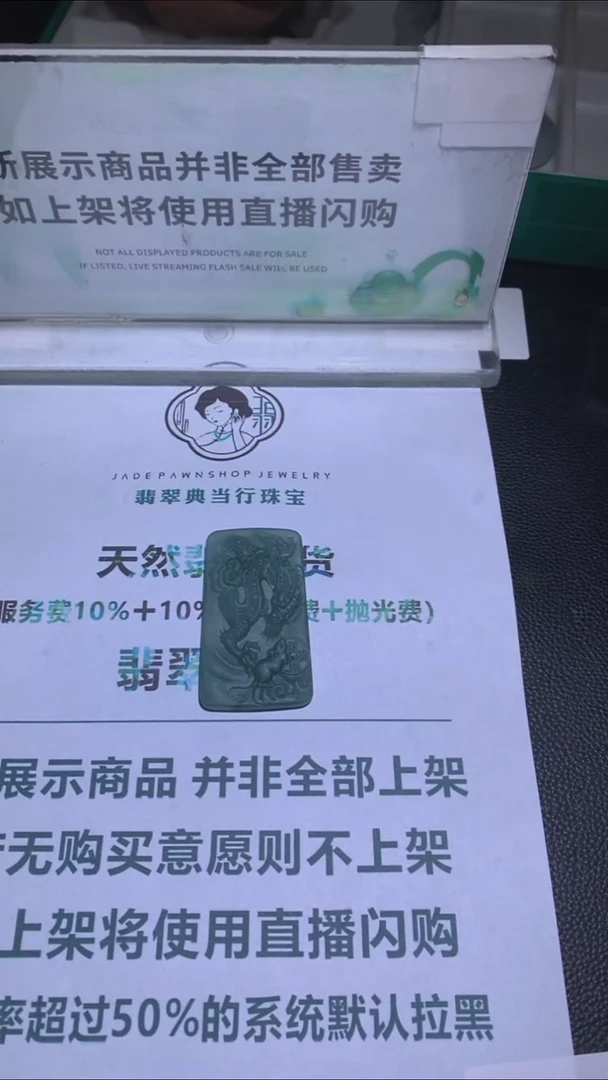 所展示商品并非全部售卖
如上架将使用直播闪购
NOT ALL DISPLAYED PRODUCTS ARE FOR SALE
IF LISTED, LIVE STREAMING FLASH SALE WILL BE USED
翡
JADE PAWNSHOP JEWELRY
翡翠典当行珠宝
天然翡 货
服务费10%+10% 费+抛光费)
翡翠
展示商品 并非全部上架
无购买意愿则不上架
上架将使用直播闪购
率超过50%的系统默认拉黑